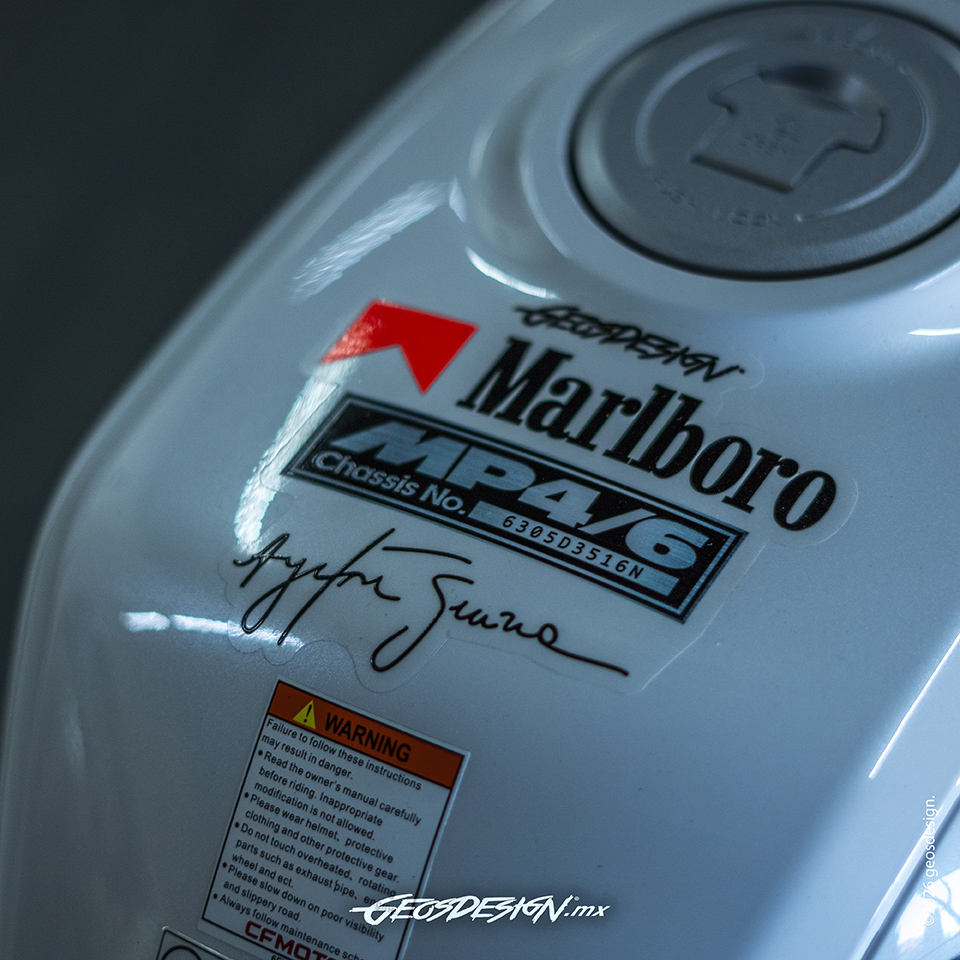 GEOSDESIGN
Marlboro
MP4/6
Chassis No. 6305D3516N
Ayrton Senna
WARNING
Failure to follow these instructions
may result in danger.
• Read the owner's manual carefully
before riding. Inappropriate
modification is not allowed.
• Please wear helmet, protective
clothing and other protective gear.
• Do not touch overheated, rotating
parts such as exhaust pipe,
wheel and ect.
• Please slow down on poor visibility
and slippery road.
• Always follow maintenance
CFMOTO
GEOSDESIGN.mx
geosdesign.